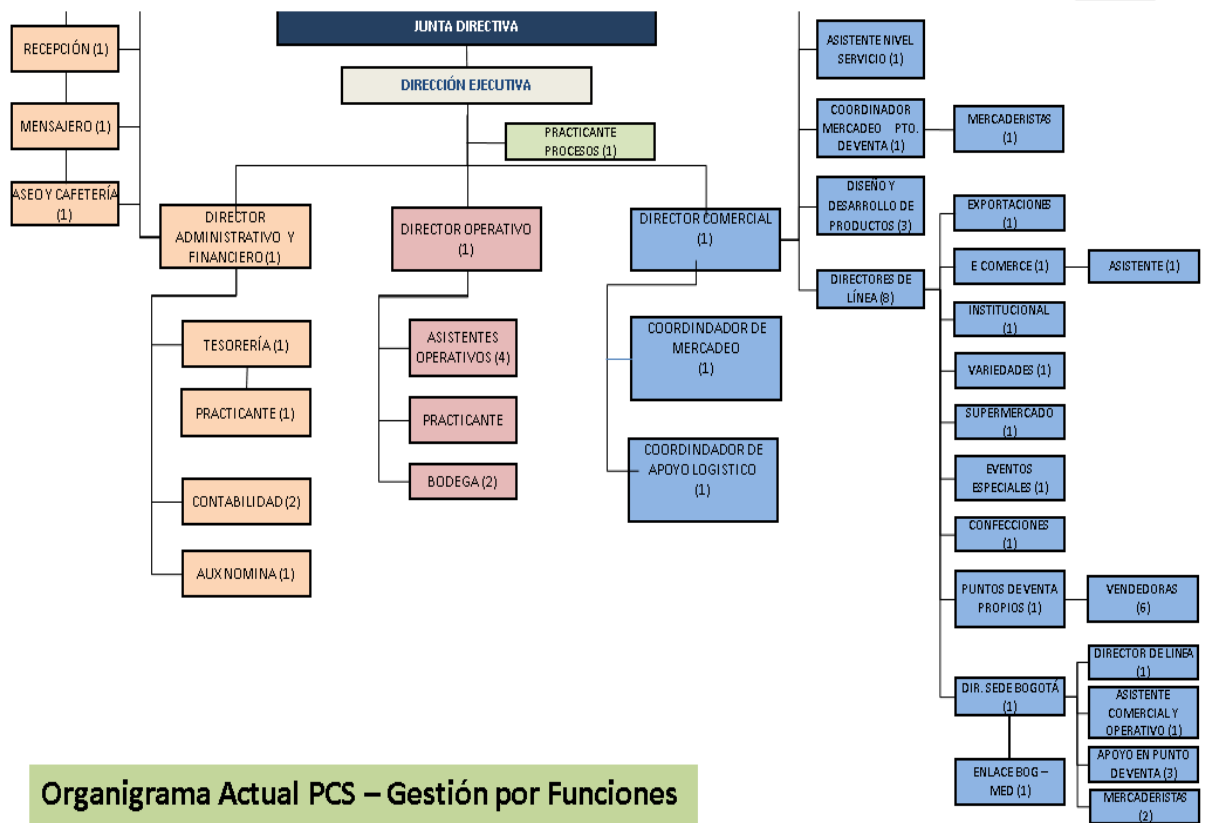 JUNTA DIRECTIVA
DIRECCIÓN EJECUTIVA
PRACTICANTE
PROCESOS (1)
RECEPCIÓN (1)
MENSAJERO (1)
ASEO Y CAFETERÍA
(1)
DIRECTOR
ADMINISTRATIVO Y
FINANCIERO (1)
TESORERÍA (1)
PRACTICANTE (1)
CONTABILIDAD (2)
AUX NOMINA (1)
DIRECTOR OPERATIVO
(1)
ASISTENTES
OPERATIVOS (4)
PRACTICANTE
BODEGA (2)
DIRECTOR COMERCIAL
(1)
COORDINDADOR DE
MERCADEO
(1)
COORDINDADOR DE
APOYO LOGISTICO
(1)
ASISTENTE NIVEL
SERVICIO (1)
COORDINADOR
MERCADEO PTO.
DE VENTA (1)
MERCADERISTAS
(1)
DISEÑO Y
DESARROLLO DE
PRODUCTOS (3)
DIRECTORES DE
LÍNEA (8)
EXPORTACIONES
(1)
E COMERCE (1)
ASISTENTE (1)
INSTITUCIONAL
(1)
VARIEDADES (1)
SUPERMERCADO
(1)
EVENTOS
ESPECIALES (1)
CONFECCIONES
(1)
PUNTOS DE VENTA
PROPIOS (1)
VENDEDORAS
(6)
DIR. SEDE BOGOTÁ
(1)
DIRECTOR DE LINEA
(1)
ASISTENTE
COMERCIAL Y
OPERATIVO (1)
APOYO EN PUNTO
DE VENTA (3)
MERCADERISTAS
(2)
ENLACE BOG –
MED (1)
Organigrama Actual PCS – Gestión por Funciones